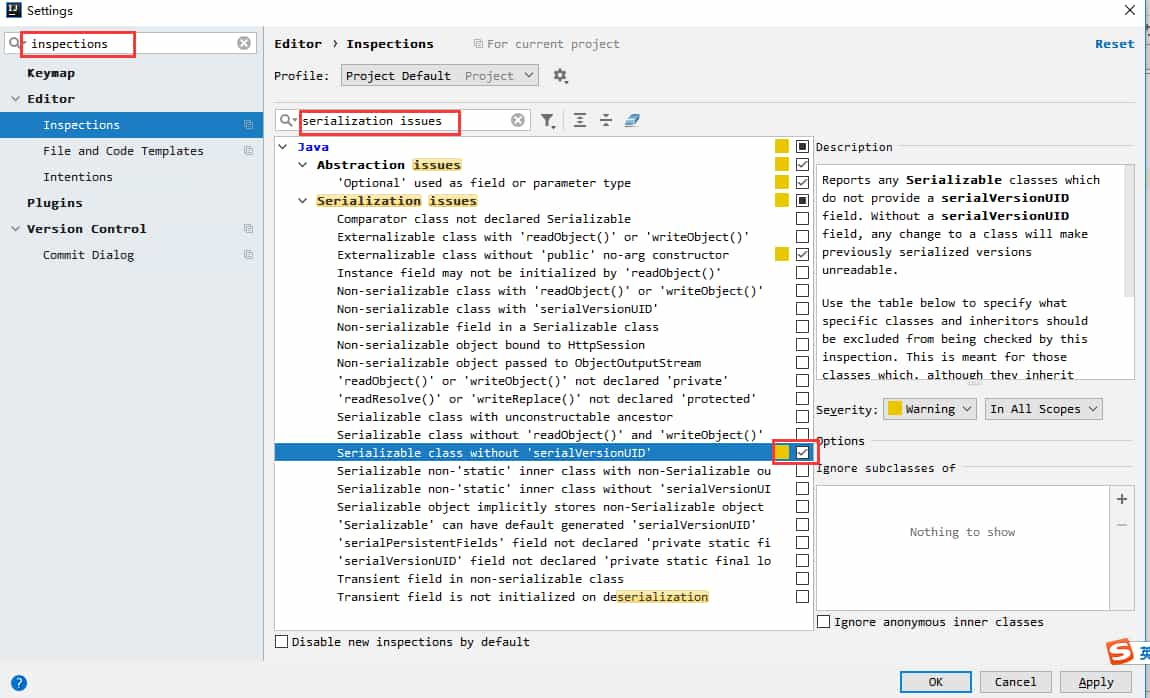 Settings
inspections
Keymap
Editor
Inspections
File and Code Templates
Intentions
Plugins
Version Control
Commit Dialog
Editor › Inspections
For current project
Reset
Profile: Project Default Project
serialization issues
Java
Abstraction issues
'Optional' used as field or parameter type
Serialization issues
Comparator class not declared Serializable
Externalizable class with 'readObject()' or 'writeObject()'
Externalizable class without 'public' no-arg constructor
Instance field may not be initialized by 'readObject()'
Non-serializable class with 'readObject()' or 'writeObject()'
Non-serializable class with 'serialVersionUID'
Non-serializable field in a Serializable class
Non-serializable object bound to HttpSession
Non-serializable object passed to ObjectOutputStream
'readObject()' or 'writeObject()' not declared 'private'
'readResolve()' or 'writeReplace()' not declared 'protected'
Serializable class with unconstructable ancestor
Serializable class without 'readObject()' and 'writeObject()'
Serializable class without 'serialVersionUID'
Serializable non-'static' inner class with non-Serializable ou
Serializable non-'static' inner class without 'serialVersionUI
Serializable object implicitly stores non-Serializable object
'Serializable' can have default generated 'serialVersionUID'
'serialPersistentFields' field not declared 'private static fi
'serialVersionUID' field not declared 'private static final lo
Transient field in non-serializable class
Transient field is not initialized on deserialization
Disable new inspections by default
Description
Reports any Serializable classes which
do not provide a serialVersionUID
field. Without a serialVersionUID
field, any change to a class will make
previously serialized versions
unreadable.
Use the table below to specify what
specific classes and inheritors should
be excluded from being checked by this
inspection. This is meant for those
classes which, although they inherit
Severity: Warning In All Scopes
Options
Ignore subclasses of
Nothing to show
Ignore anonymous inner classes
S 英
? OK Cancel Apply